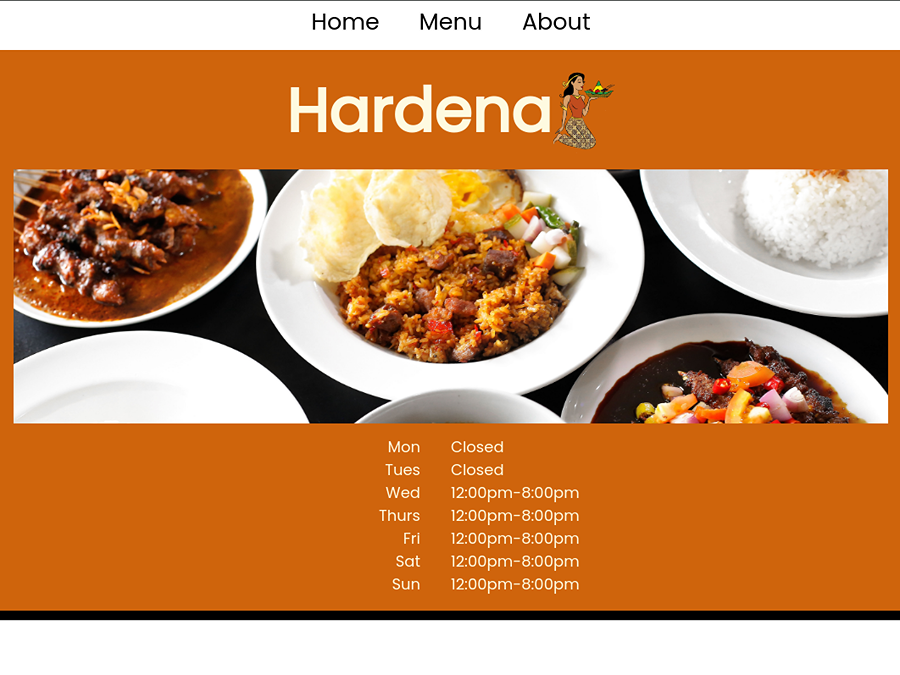 Home Menu About
Hardena
Mon Closed
Tues Closed
Wed 12:00pm-8:00pm
Thurs 12:00pm-8:00pm
Fri 12:00pm-8:00pm
Sat 12:00pm-8:00pm
Sun 12:00pm-8:00pm